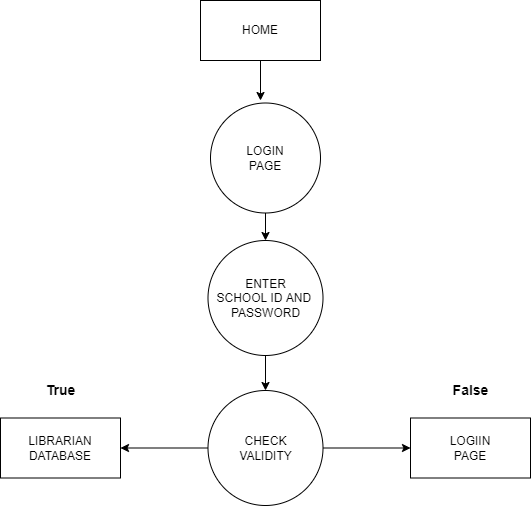 HOME
LOGIN
PAGE
ENTER
SCHOOL ID AND
PASSWORD
True
False
LIBRARIAN
DATABASE
CHECK
VALIDITY
LOGIIN
PAGE